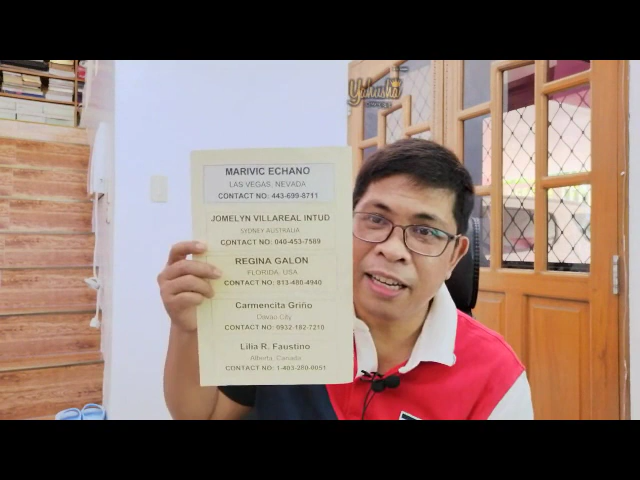 Yahusha
MARIVIC ECHANO
LAS VEGAS, NEVADA
CONTACT NO: 443-699-8711
JOMELYN VILLAREAL INTUD
SYDNEY AUSTRALIA
CONTACT NO: 040-453-7589
REGINA GALON
FLORIDA, USA
CONTACT NO: 813-480-4940
Carmencita Griño
Davao City
CONTACT NO: 0932-182-7210
Lilia R. Faustino
Alberta, Canada
CONTACT NO: 1-403-280-0051